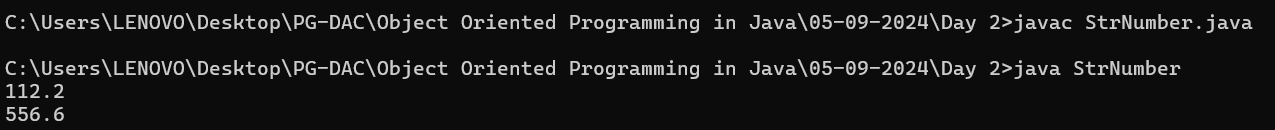 C:\Users\LENOVO\Desktop\PG-DAC\Object Oriented Programming in Java\05-09-2024\Day 2>javac StrNumber.java
C:\Users\LENOVO\Desktop\PG-DAC\Object Oriented Programming in Java\05-09-2024\Day 2>java StrNumber
112.2
556.6